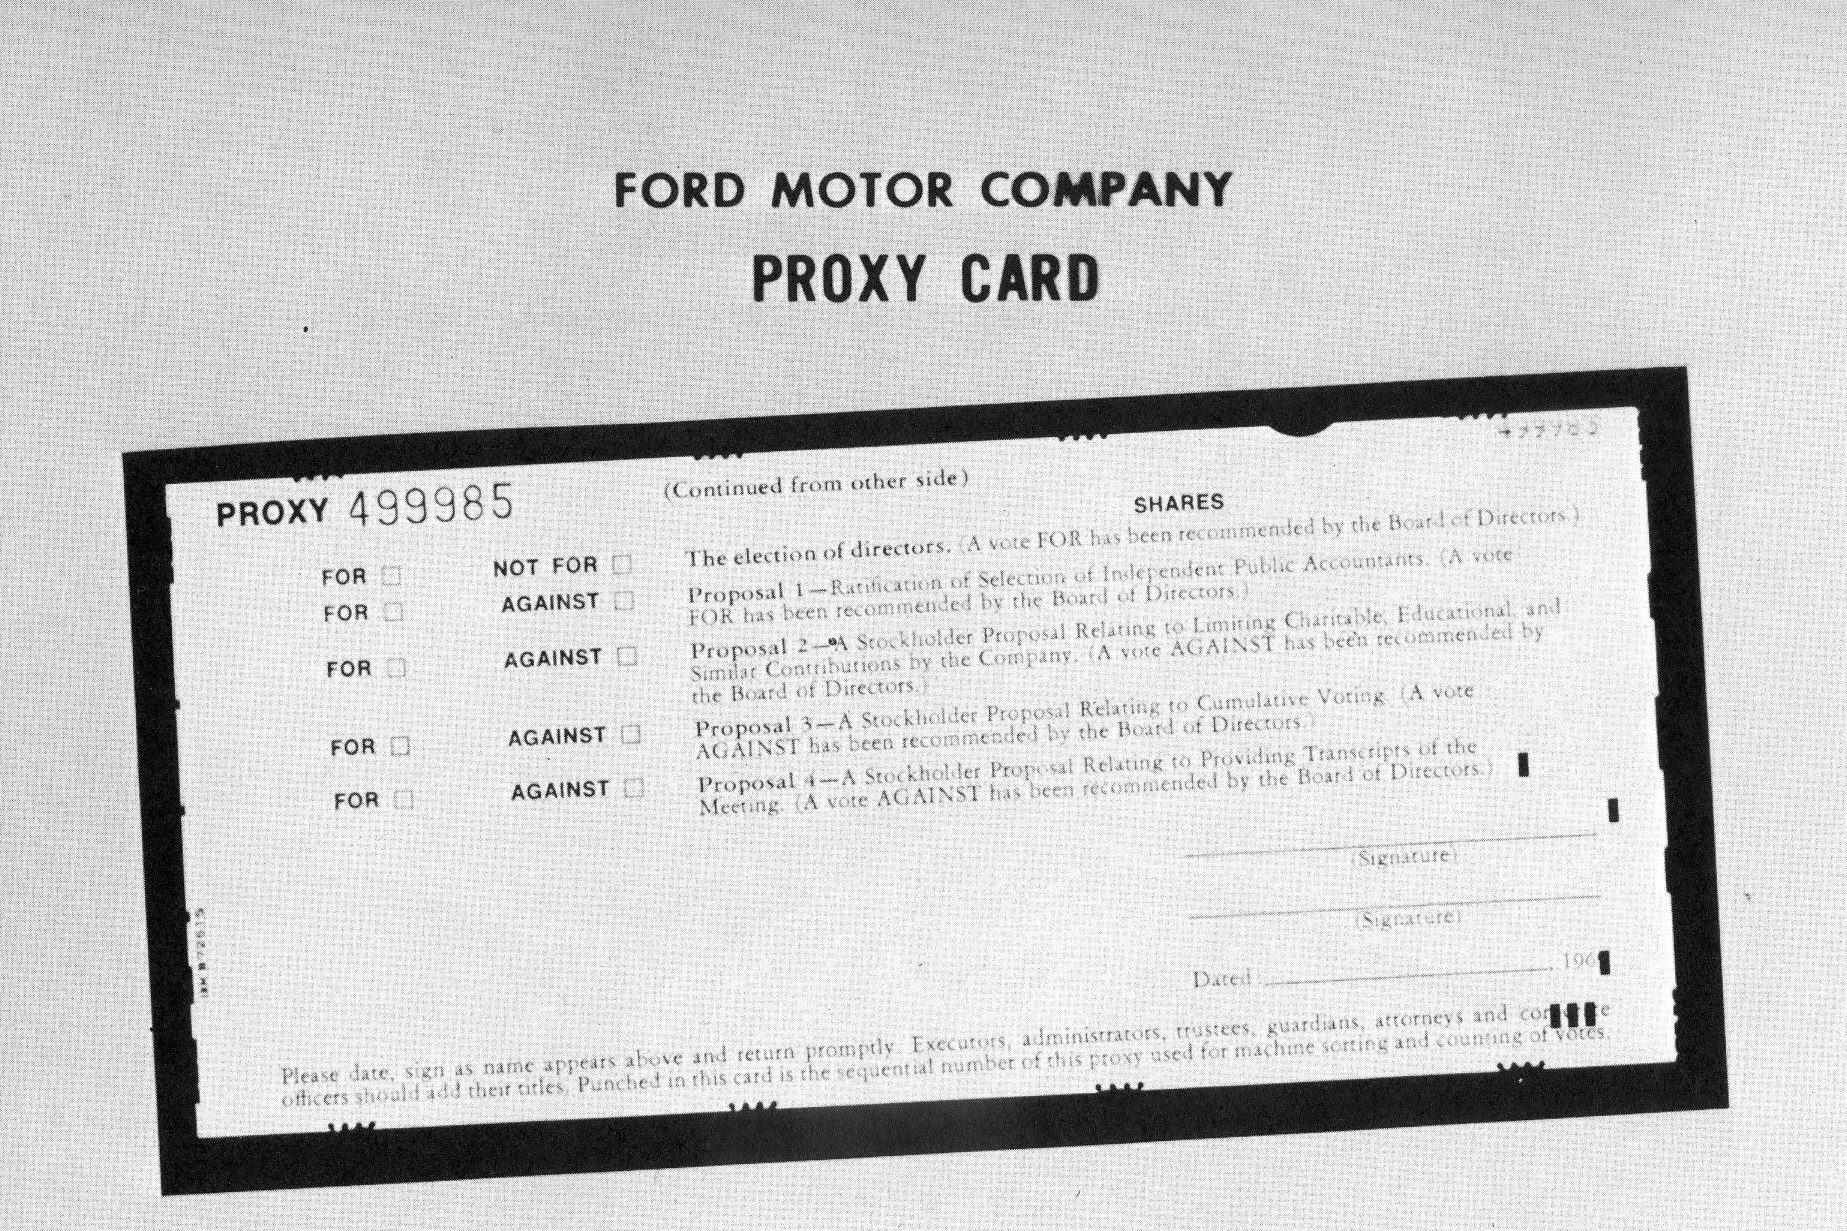 FORD MOTOR COMPANY
PROXY CARD
PROXY 499985
(Continued from other side)
SHARES
499985
FOR NOT FOR The election of directors. (A vote FOR has been recommended by the Board of Directors.)
FOR AGAINST Proposal 1—Ratification of Selection of Independent Public Accountants. (A vote
FOR has been recommended by the Board of Directors.)
FOR AGAINST Proposal 2—A Stockholder Proposal Relating to Limiting Charitable, Educational, and
Similar Contributions by the Company. (A vote AGAINST has been recommended by
the Board of Directors.)
FOR AGAINST Proposal 3—A Stockholder Proposal Relating to Cumulative Voting. (A vote
AGAINST has been recommended by the Board of Directors.)
FOR AGAINST Proposal 4—A Stockholder Proposal Relating to Providing Transcripts of the
Meeting. (A vote AGAINST has been recommended by the Board of Directors.)
(Signature)
(Signature)
Dated: , 196
IBM B72515
Please date, sign as name appears above and return promptly. Executors, administrators, trustees, guardians, attorneys and corporate
officers should add their titles. Punched in this card is the sequential number of this proxy used for machine sorting and counting of votes.